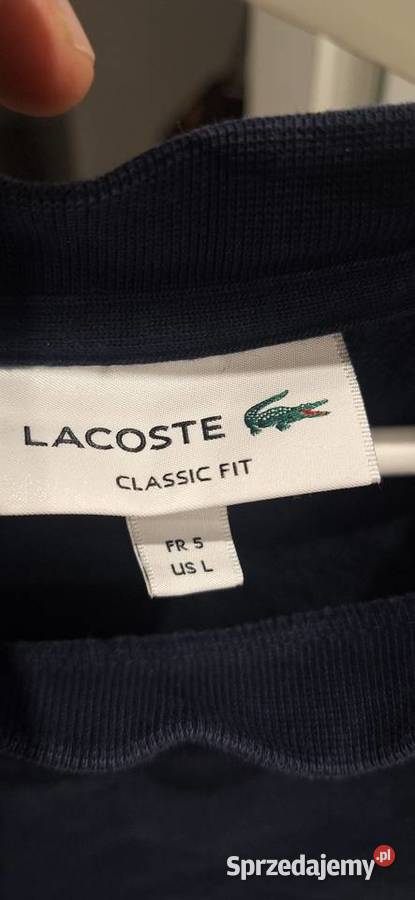 LACOSTE
CLASSIC FIT
FR 5
US L
Sprzedajemy.pl